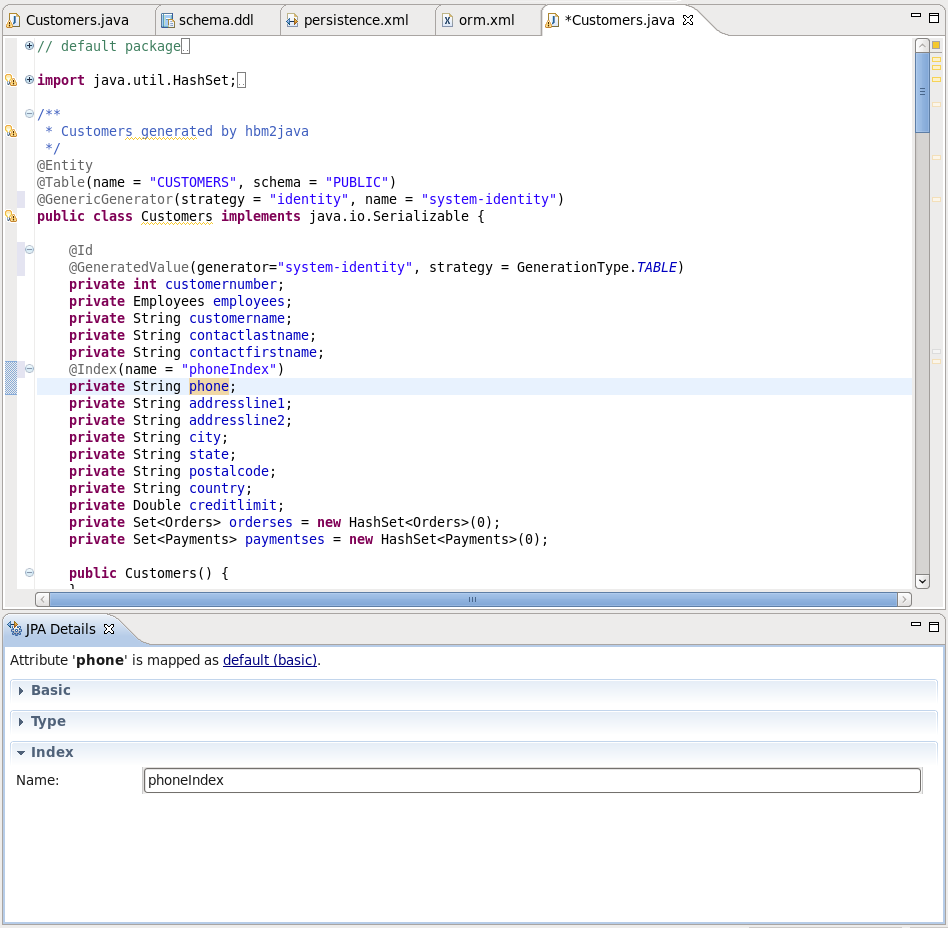 Customers.java schema.ddl persistence.xml orm.xml *Customers.java
// default package
import java.util.HashSet;
/**
 * Customers generated by hbm2java
 */
@Entity
@Table(name = "CUSTOMERS", schema = "PUBLIC")
@GenericGenerator(strategy = "identity", name = "system-identity")
public class Customers implements java.io.Serializable {
    @Id
    @GeneratedValue(generator="system-identity", strategy = GenerationType.TABLE)
    private int customernumber;
    private Employees employees;
    private String customername;
    private String contactlastname;
    private String contactfirstname;
    @Index(name = "phoneIndex")
    private String phone;
    private String addressline1;
    private String addressline2;
    private String city;
    private String state;
    private String postalcode;
    private String country;
    private Double creditlimit;
    private Set<Orders> orderses = new HashSet<Orders>(0);
    private Set<Payments> paymentses = new HashSet<Payments>(0);
    public Customers() {
    }
JPA Details
Attribute 'phone' is mapped as default (basic).
Basic
Type
Index
Name: phoneIndex